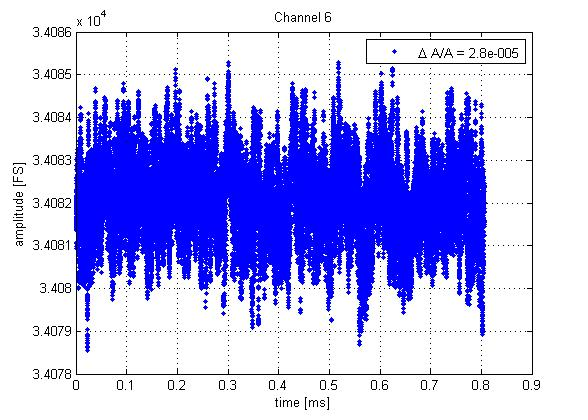 Channel 6
x 10^4
Δ A/A = 2.8e-005
3.4086
3.4085
3.4084
3.4083
3.4082
3.4081
3.408
3.4079
3.4078
amplitude [FS]
0 0.1 0.2 0.3 0.4 0.5 0.6 0.7 0.8 0.9
time [ms]